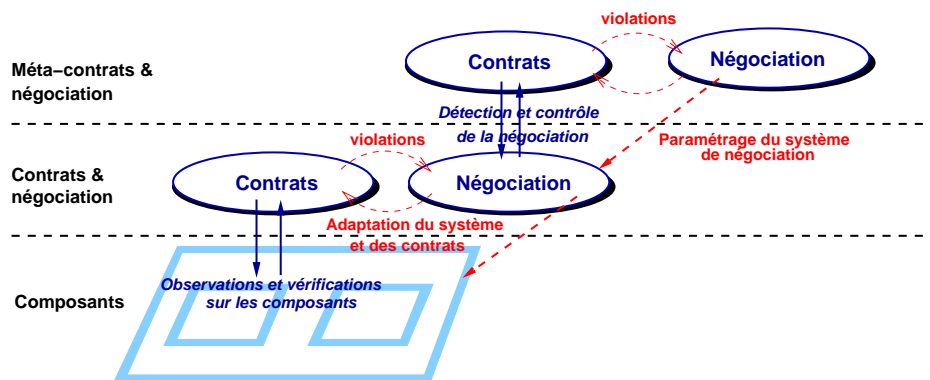 violations
Contrats
Négociation
Méta−contrats &
négociation
Détection et contrôle
de la négociation
Paramétrage du système
de négociation
violations
Contrats &
négociation
Contrats
Négociation
Adaptation du système
et des contrats
Observations et vérifications
sur les composants
Composants